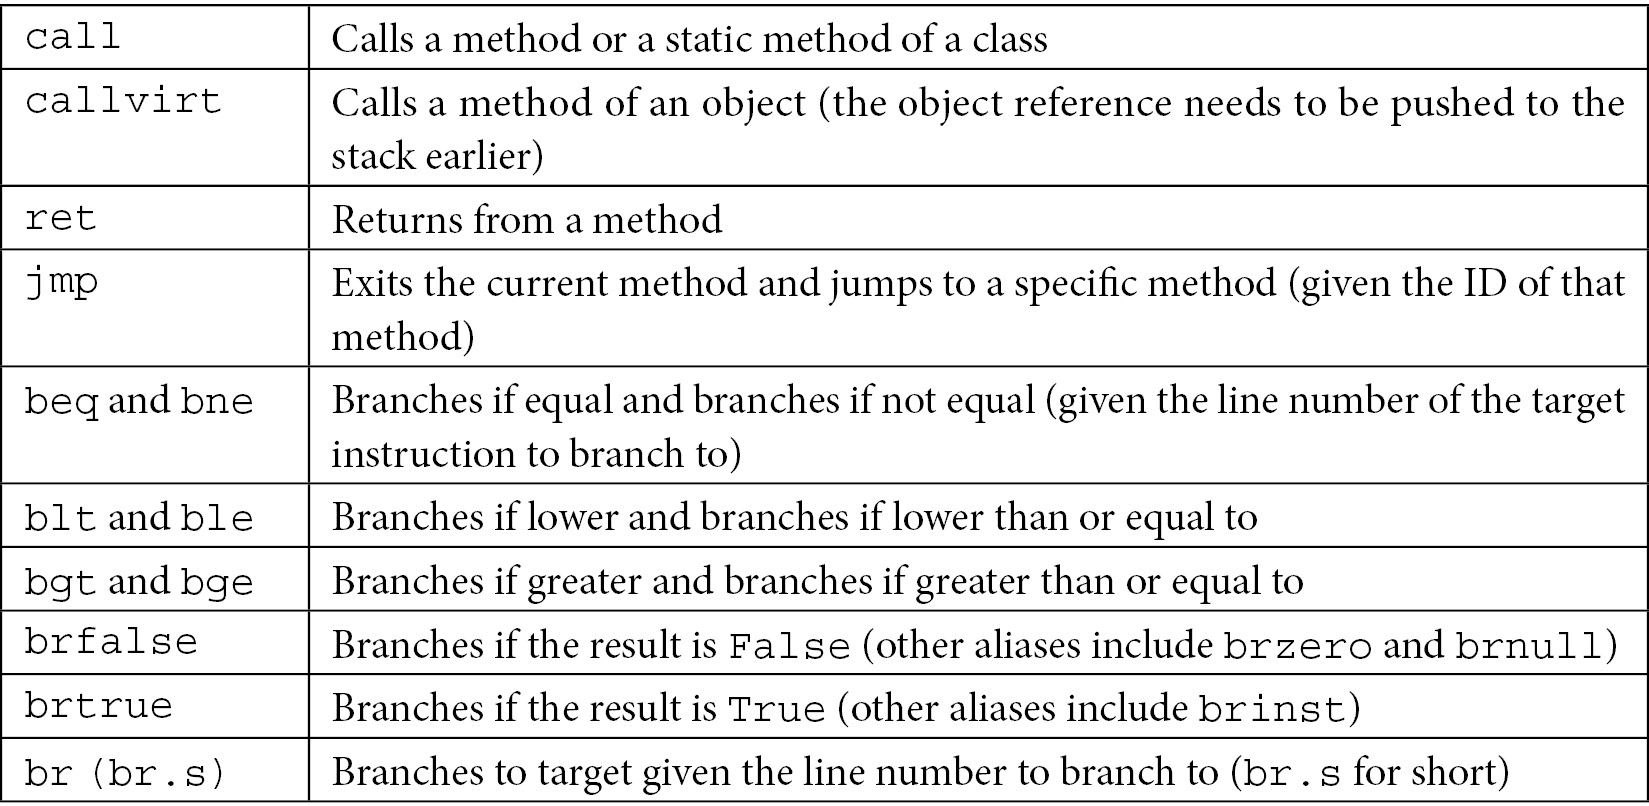 call Calls a method or a static method of a class
callvirt Calls a method of an object (the object reference needs to be pushed to the
stack earlier)
ret Returns from a method
jmp Exits the current method and jumps to a specific method (given the ID of that
method)
beq and bne Branches if equal and branches if not equal (given the line number of the target
instruction to branch to)
blt and ble Branches if lower and branches if lower than or equal to
bgt and bge Branches if greater and branches if greater than or equal to
brfalse Branches if the result is False (other aliases include brzero and brnull)
brtrue Branches if the result is True (other aliases include brinst)
br (br.s) Branches to target given the line number to branch to (br.s for short)